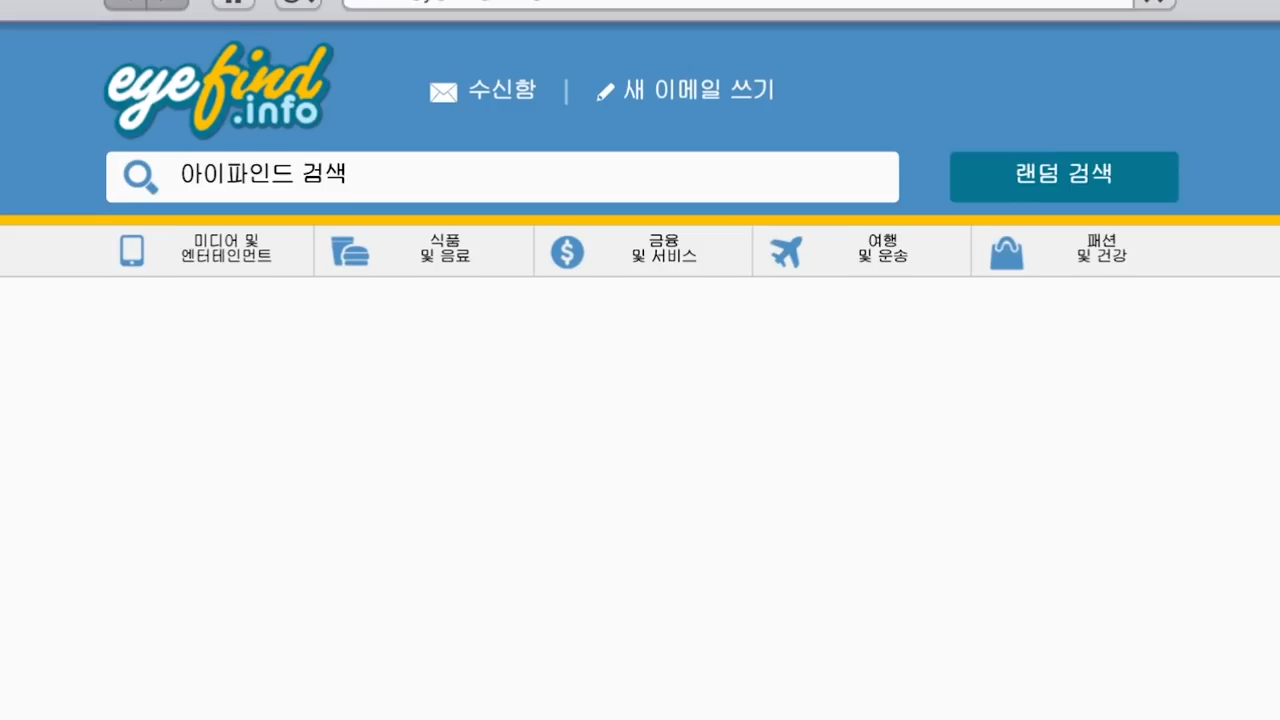 eyefind
.info
수신함 | 새 이메일 쓰기
아이파인드 검색
랜덤 검색
미디어 및
엔터테인먼트
식품
및 음료
금융
및 서비스
여행
및 운송
패션
및 건강